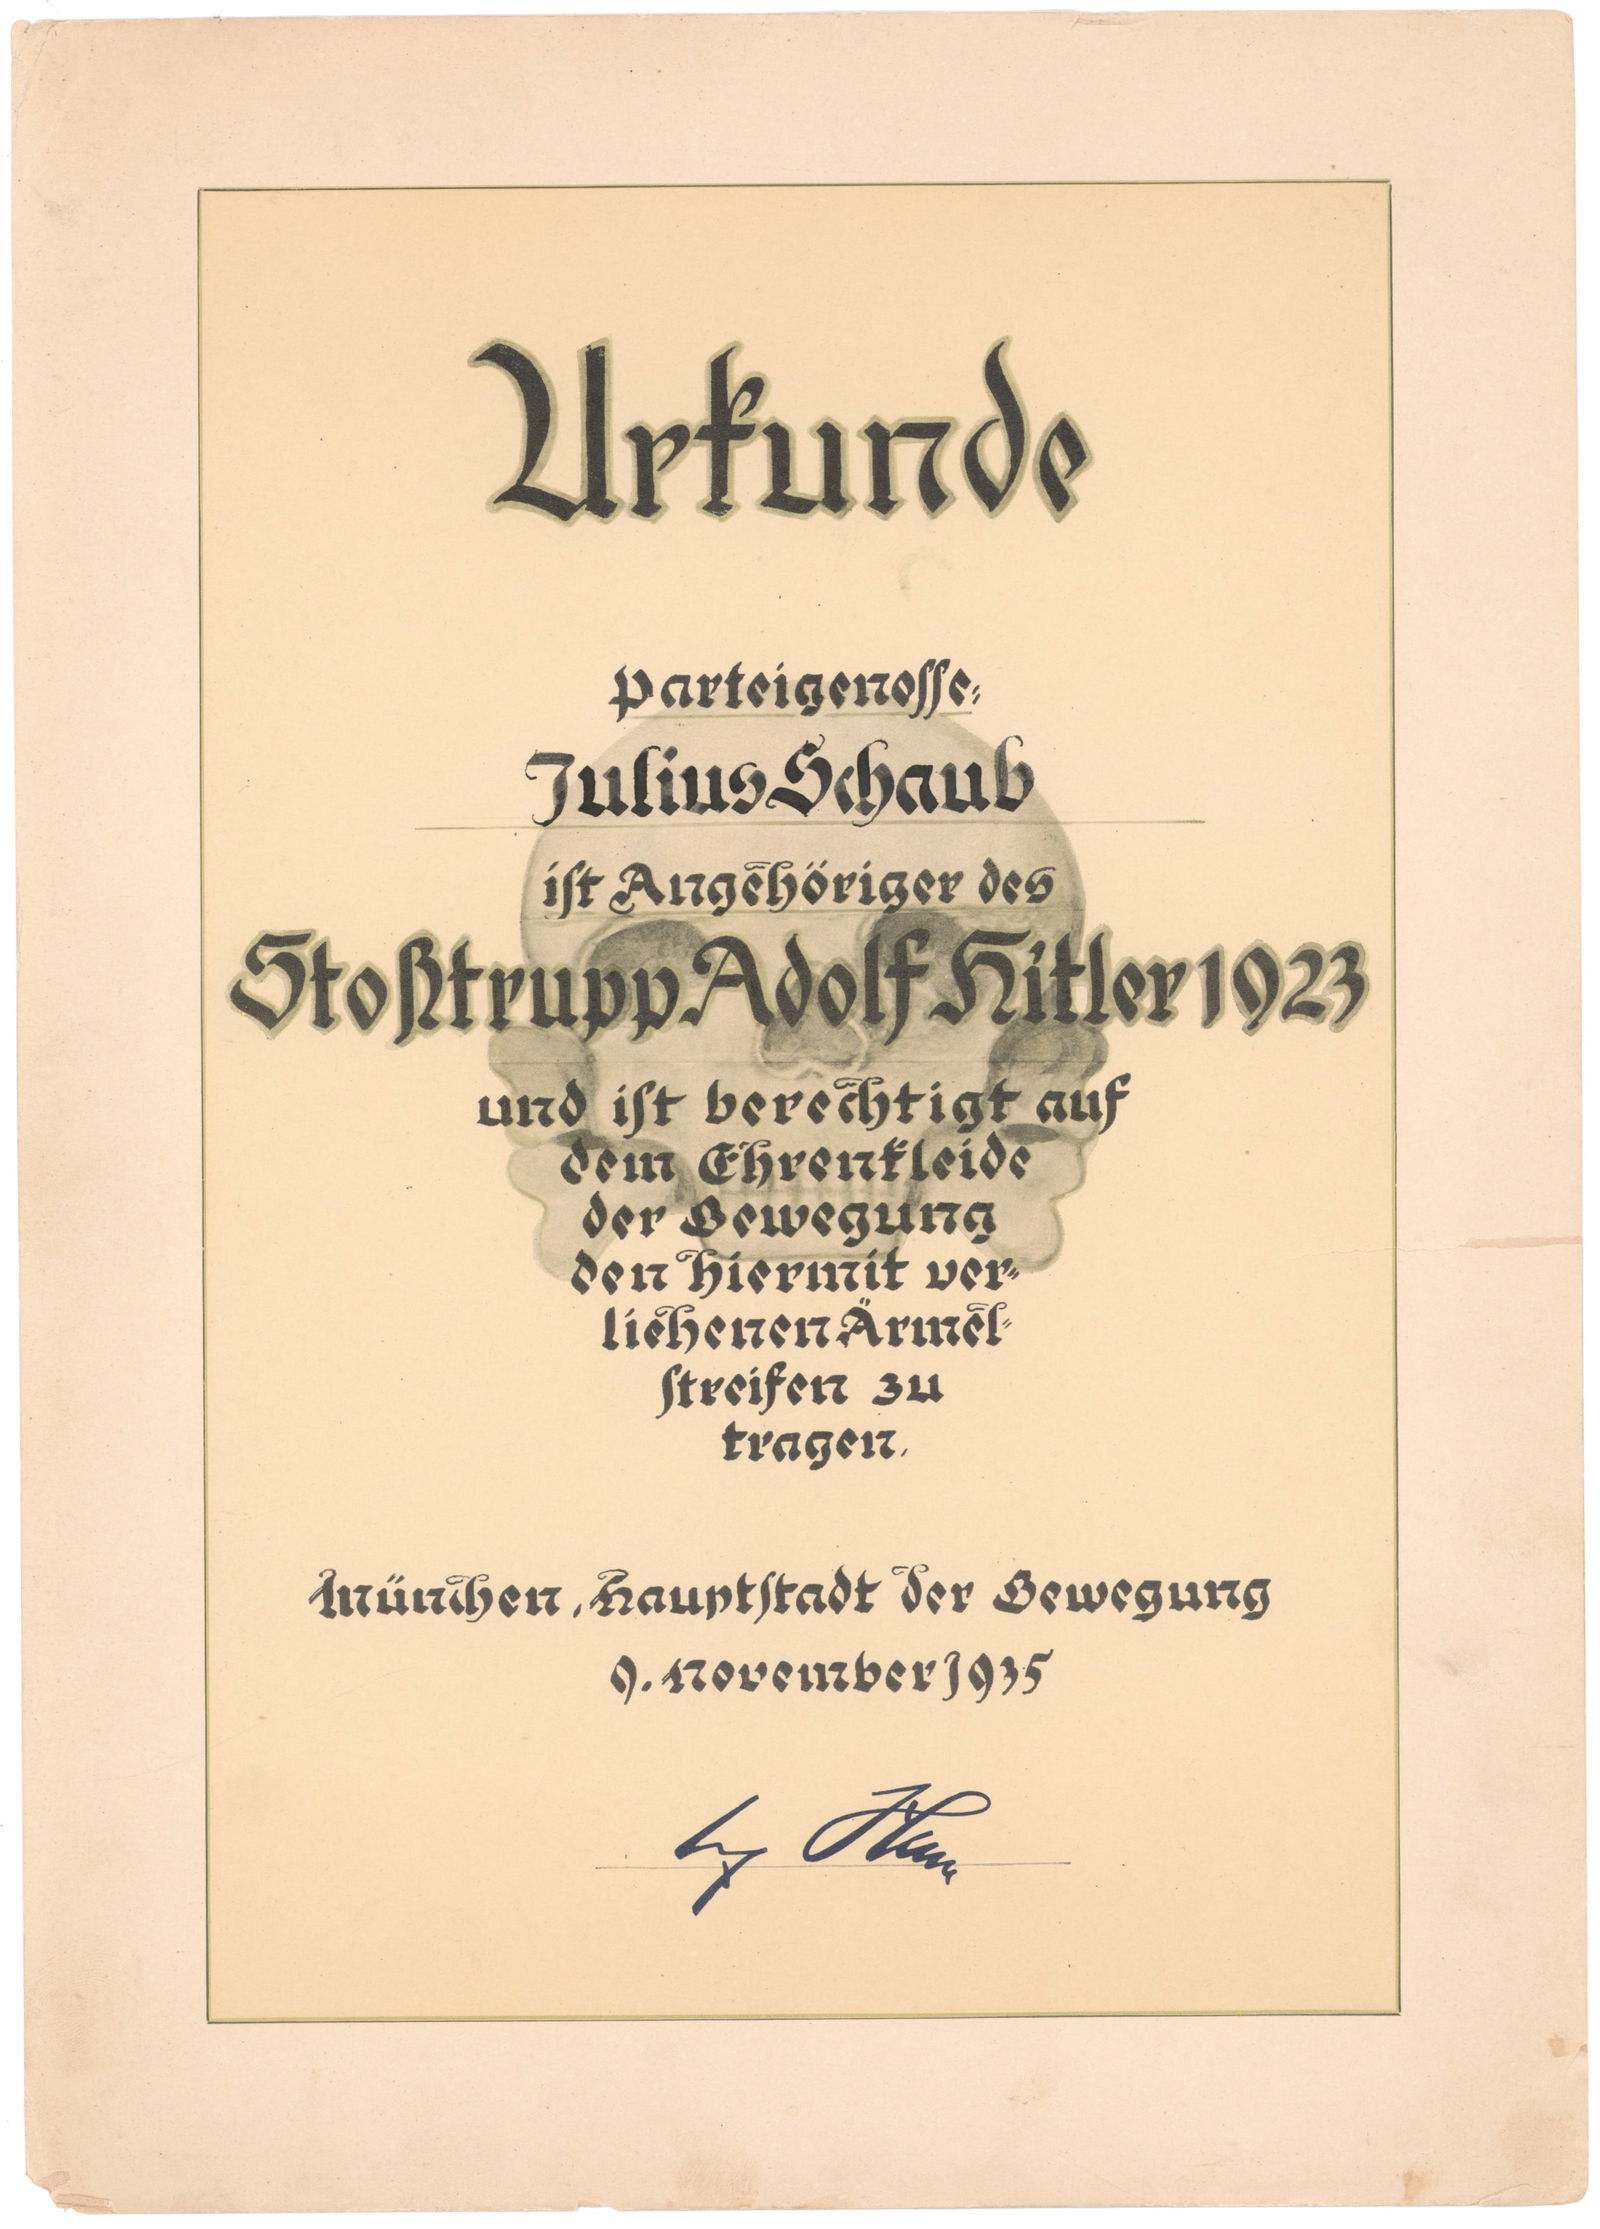 Urkunde
Parteigenosse:
Julius Schaub
ist Angehöriger des
Stoßtrupp Adolf Hitler 1923
und ist berechtigt auf
dem Ehrenkleide
der Bewegung
den hiermit ver=
liehenen Ärmel=
streifen zu
tragen.
München, Hauptstadt der Bewegung
9. November 1935